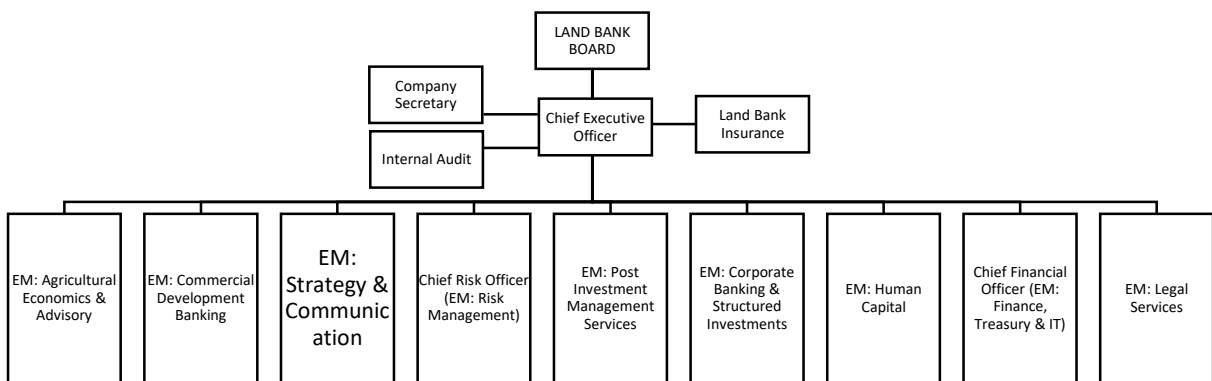 LAND BANK
BOARD
Company
Secretary
Chief Executive
Officer
Land Bank
Insurance
Internal Audit
EM: Agricultural
Economics &
Advisory
EM: Commercial
Development
Banking
EM:
Strategy &
Communic
ation
Chief Risk Officer
(EM: Risk
Management)
EM: Post
Investment
Management
Services
EM: Corporate
Banking &
Structured
Investments
EM: Human
Capital
Chief Financial
Officer (EM:
Finance,
Treasury & IT)
EM: Legal
Services